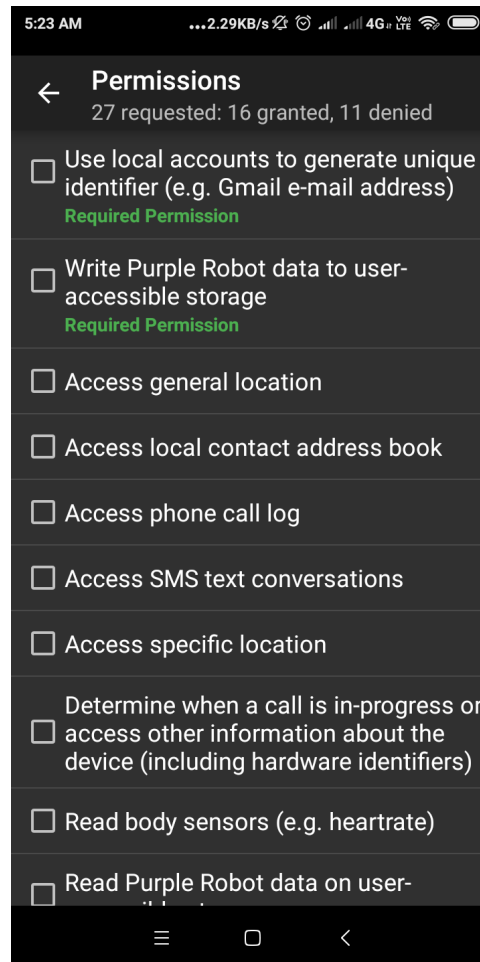 5:23 AM ...2.29KB/s 4G VoLTE
Permissions
27 requested: 16 granted, 11 denied
Use local accounts to generate unique
identifier (e.g. Gmail e-mail address)
Required Permission
Write Purple Robot data to user-
accessible storage
Required Permission
Access general location
Access local contact address book
Access phone call log
Access SMS text conversations
Access specific location
Determine when a call is in-progress or
access other information about the
device (including hardware identifiers)
Read body sensors (e.g. heartrate)
Read Purple Robot data on user-